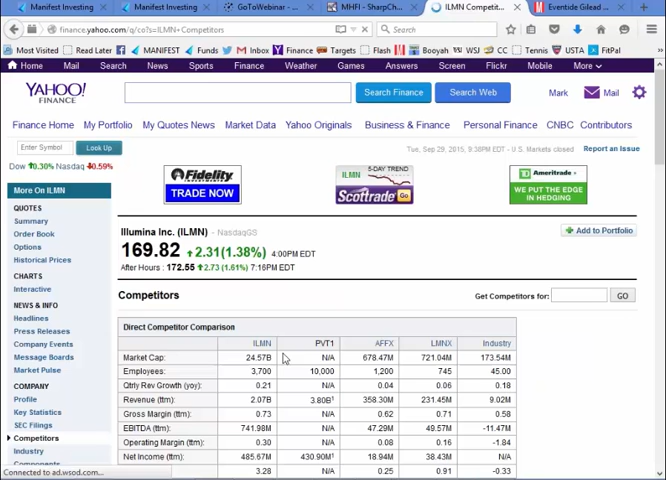 Manifest Investing
Manifest Investing
GoToWebinar -
MHFI - SharpChar
ILMN Competit...
Eventide Gilead
finance.yahoo.com/q/co?s=ILMN+Competitors
Search
Most Visited
Read Later
MANIFEST
Funds
Inbox
Finance
Targets
Flash
Booyah
WSJ
CC
Tennis
USTA
FitPal
Home
Mail
Search
News
Sports
Finance
Weather
Games
Answers
Screen
Flickr
Mobile
More
YAHOO!
FINANCE
Search Finance
Search Web
Mark
Mail
Finance Home
My Portfolio
My Quotes News
Market Data
Yahoo Originals
Business & Finance
Personal Finance
CNBC
Contributors
Enter Symbol
Look Up
Tue, Sep 29, 2015, 9:30PM EDT - U.S. Markets closed
Report an Issue
Dow 0.30% Nasdaq 0.59%
More On ILMN
QUOTES
Summary
Order Book
Options
Historical Prices
CHARTS
Interactive
NEWS & INFO
Headlines
Press Releases
Company Events
Message Boards
Market Pulse
COMPANY
Profile
Key Statistics
SEC Filings
Competitors
Industry
Components
Fidelity
INVESTMENTS
TRADE NOW
ILMN
5-DAY TREND
Scottrade Go
Ameritrade
WE PUT THE EDGE
IN HEDGING
Illumina Inc. (ILMN) - NasdaqGS
Add to Portfolio
169.82 2.31(1.38%) 4:00PM EDT
After Hours : 172.55 2.73 (1.61%) 7:16PM EDT
Competitors
Get Competitors for:
GO
Direct Competitor Comparison
ILMN PVT1 AFFX LMNX Industry
Market Cap: 24.57B N/A 678.47M 721.04M 173.54M
Employees: 3,700 10,000 1,200 745 45.00
Qtrly Rev Growth (yoy): 0.21 N/A 0.04 0.06 0.18
Revenue (ttm): 2.07B 3.80B1 358.30M 231.45M 9.02M
Gross Margin (ttm): 0.73 N/A 0.62 0.71 0.58
EBITDA (ttm): 741.98M N/A 47.29M 49.57M -11.47M
Operating Margin (ttm): 0.30 N/A 0.08 0.16 -1.84
Net Income (ttm): 485.67M 430.90M1 18.94M 38.43M N/A
3.28 N/A 0.25 0.91 -0.33
Connected to ad.wsod.com...